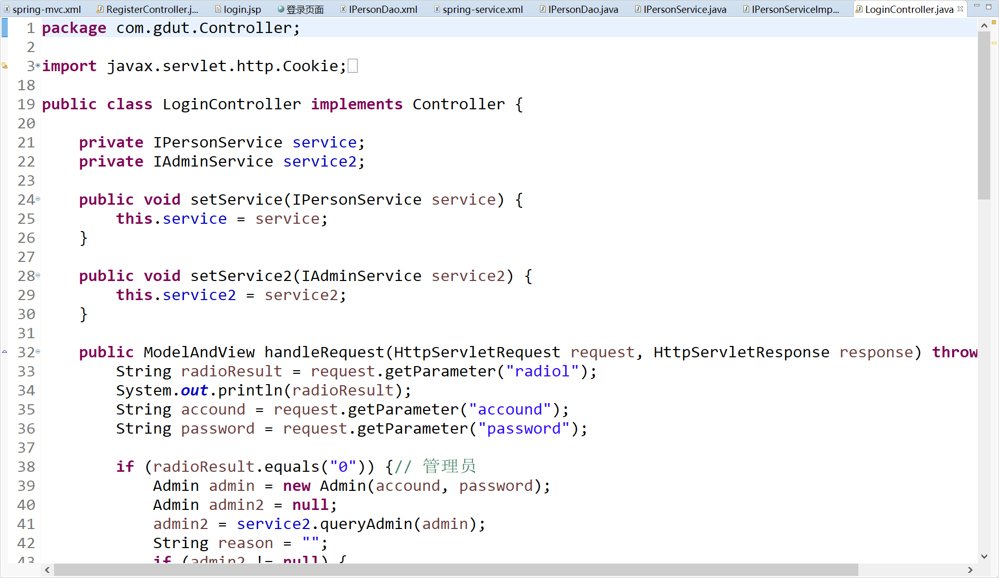 spring-mvc.xml RegisterController.j... login.jsp 登录页面 IPersonDao.xml spring-service.xml IPersonDao.java IPersonService.java IPersonServiceImp... LoginController.java
1 package com.gdut.Controller;
2
3 import javax.servlet.http.Cookie;
18
19 public class LoginController implements Controller {
20
21     private IPersonService service;
22     private IAdminService service2;
23
24     public void setService(IPersonService service) {
25         this.service = service;
26     }
27
28     public void setService2(IAdminService service2) {
29         this.service2 = service2;
30     }
31
32     public ModelAndView handleRequest(HttpServletRequest request, HttpServletResponse response) throw
33         String radioResult = request.getParameter("radiol");
34         System.out.println(radioResult);
35         String accound = request.getParameter("accound");
36         String password = request.getParameter("password");
37
38         if (radioResult.equals("0")) {// 管理员
39             Admin admin = new Admin(accound, password);
40             Admin admin2 = null;
41             admin2 = service2.queryAdmin(admin);
42             String reason = "";
43             if (admin2 != null) {